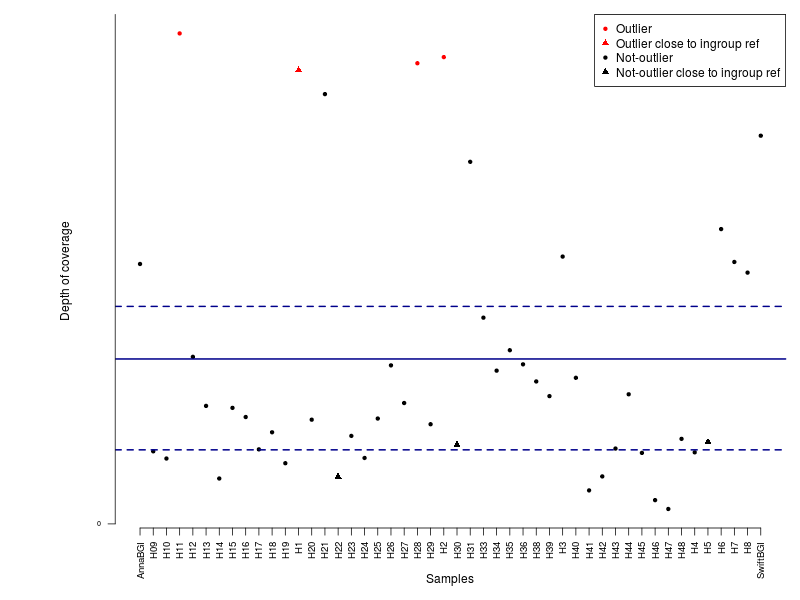 Outlier
Outlier close to ingroup ref
Not-outlier
Not-outlier close to ingroup ref
Depth of coverage
0
AnnaBGI
H09
H10
H11
H12
H13
H14
H15
H16
H17
H18
H19
H1
H20
H21
H22
H23
H24
H25
H26
H27
H28
H29
H2
H30
H31
H33
H34
H35
H36
H38
H39
H3
H40
H41
H42
H43
H44
H45
H46
H47
H48
H4
H5
H6
H7
H8
SwiftBGI
Samples